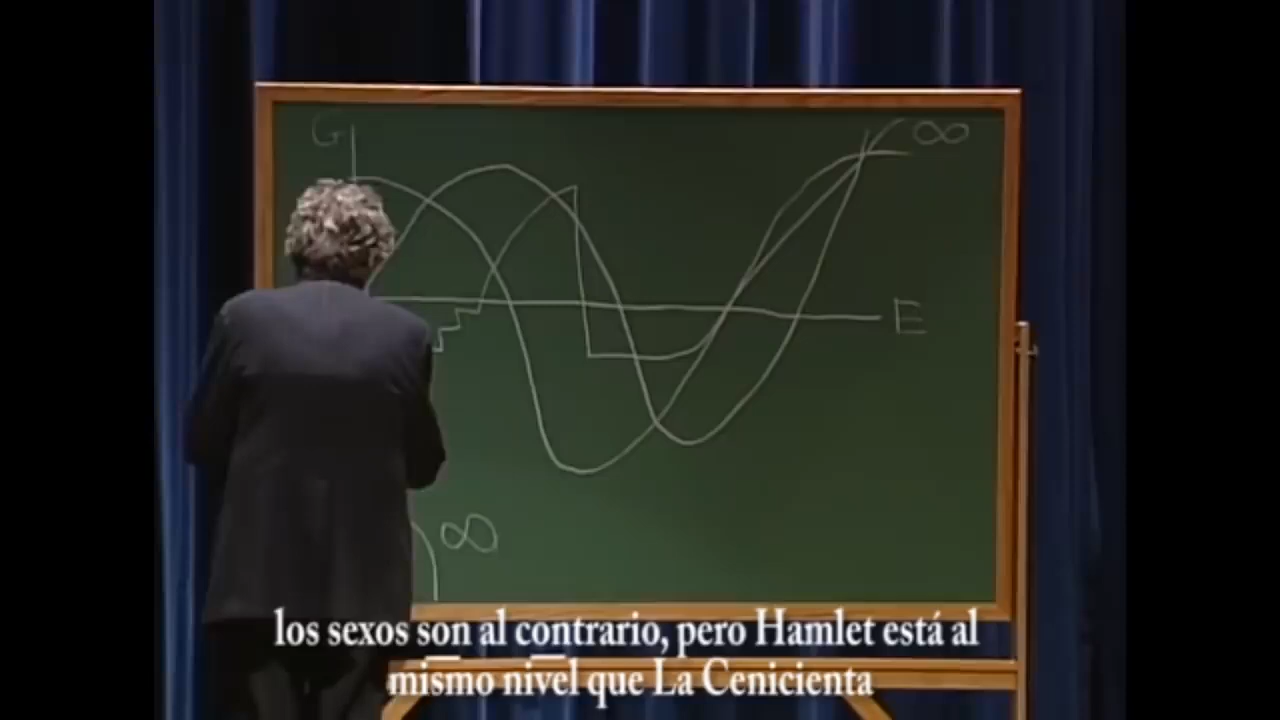 G
∞
E
∞
los sexos son al contrario, pero Hamlet está al
mismo nivel que La Cenicienta